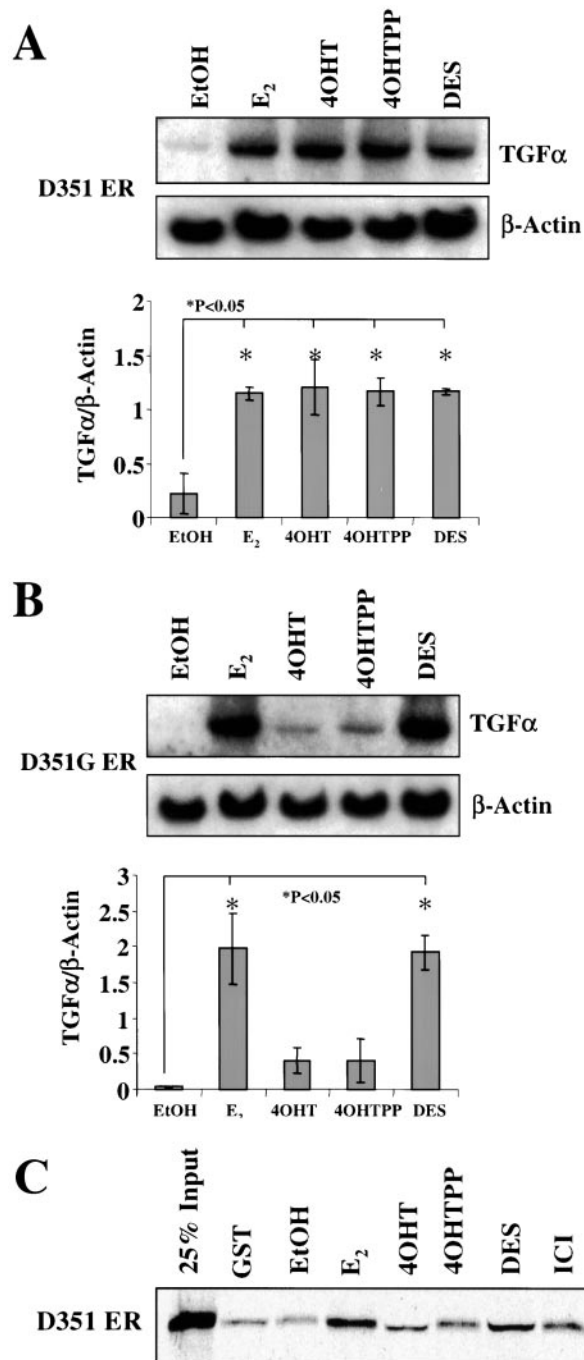 A
EtOH E₂ 4OHT 4OHTPP DES
TGFα
D351 ER
β-Actin
2
*P<0.05
1.5
* * * *
1
0.5
0
TGFα/β-Actin
EtOH E₂ 4OHT 4OHTPP DES
B
EtOH E₂ 4OHT 4OHTPP DES
TGFα
D351G ER
β-Actin
3
2.5
*P<0.05
* *
2
1.5
1
0.5
0
TGFα/β-Actin
EtOH E₂ 4OHT 4OHTPP DES
C
25% Input GST EtOH E₂ 4OHT 4OHTPP DES ICI
D351 ER